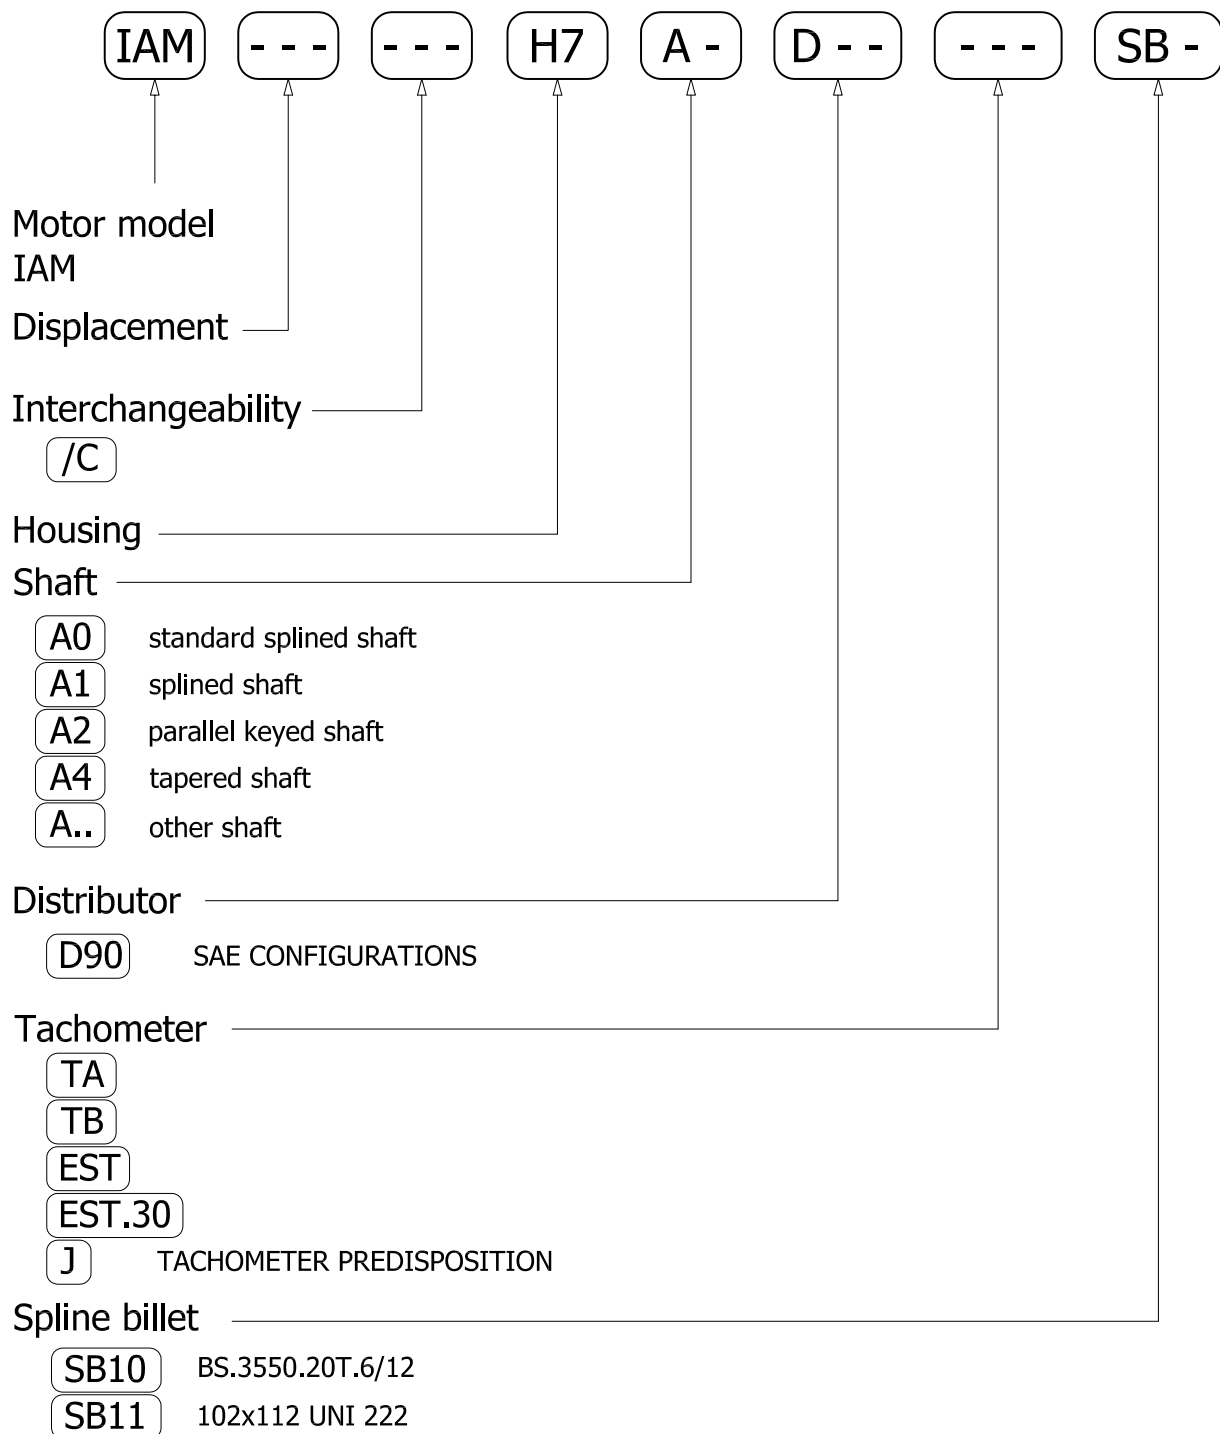 IAM - - - - - - H7 A - D - - - - - SB -
Motor model
IAM
Displacement
Interchangeability
/C
Housing
Shaft
A0 standard splined shaft
A1 splined shaft
A2 parallel keyed shaft
A4 tapered shaft
A.. other shaft
Distributor
D90 SAE CONFIGURATIONS
Tachometer
TA
TB
EST
EST.30
J TACHOMETER PREDISPOSITION
Spline billet
SB10 BS.3550.20T.6/12
SB11 102x112 UNI 222